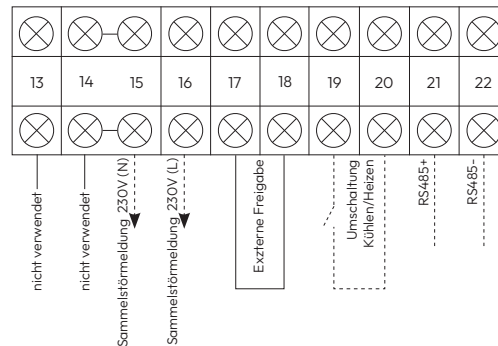 13 14 15 16 17 18 19 20 21 22
nicht verwendet
nicht verwendet
Sammelstörmeldung 230V (N)
Sammelstörmeldung 230V (L)
Exzterne Freigabe
Umschaltung
Kühlen/Heizen
RS485+
RS485-